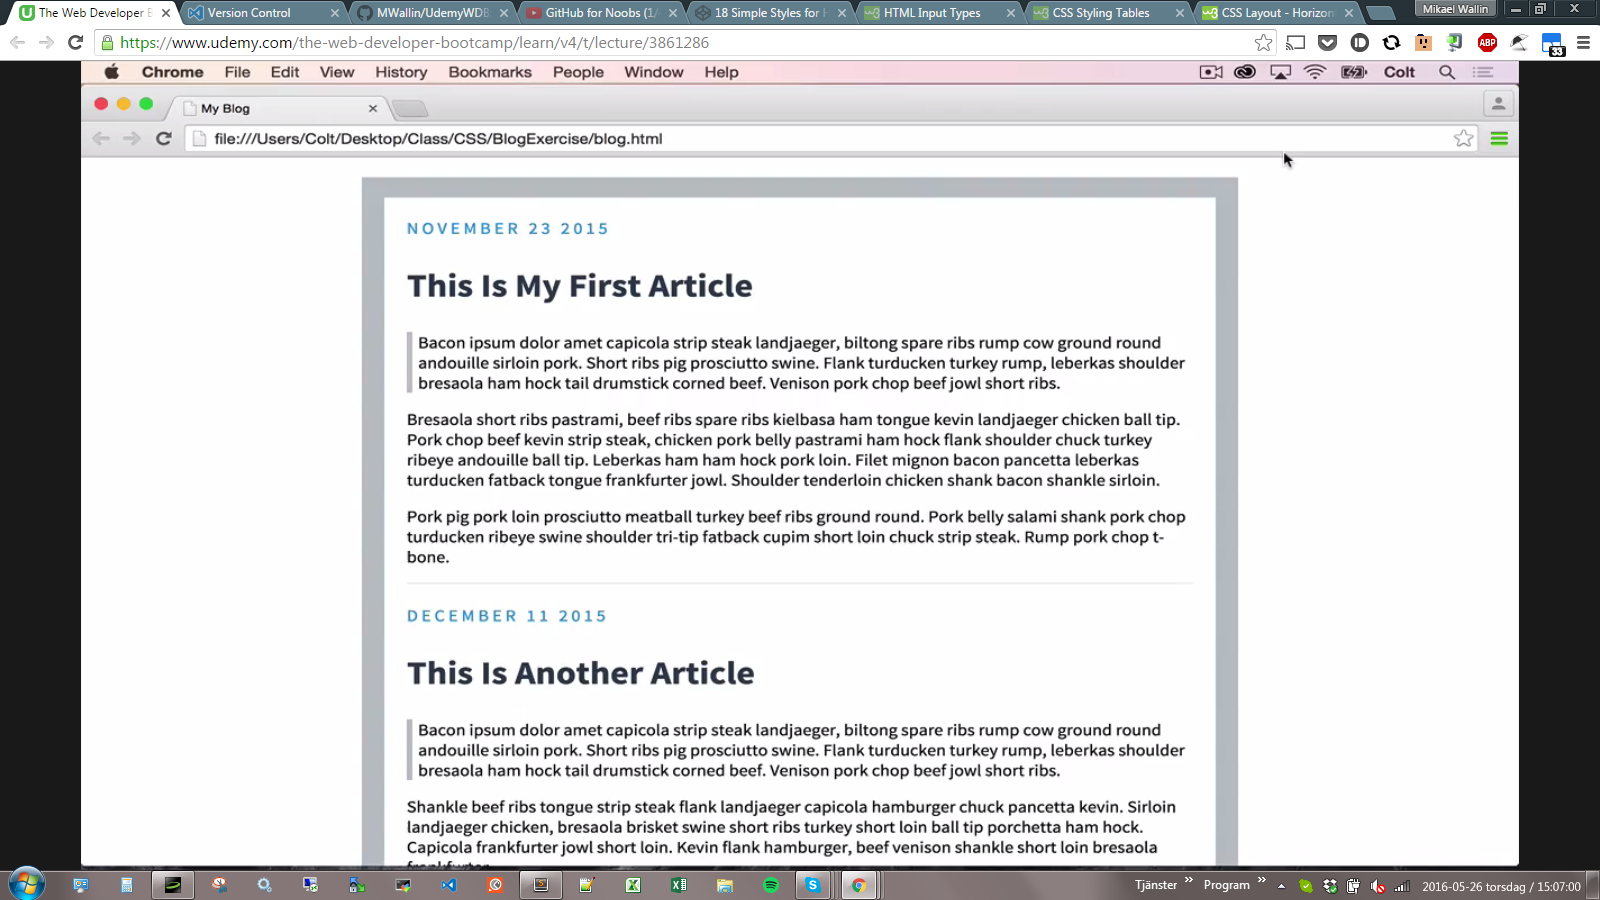 The Web Developer B
Version Control
MWallin/UdemyWDB
GitHub for Noobs (1/
18 Simple Styles for H
HTML Input Types
CSS Styling Tables
CSS Layout - Horizon
Mikael Wallin
https://www.udemy.com/the-web-developer-bootcamp/learn/v4/t/lecture/3861286
ABP
33
Chrome File Edit View History Bookmarks People Window Help
Colt
My Blog
file:///Users/Colt/Desktop/Class/CSS/BlogExercise/blog.html
NOVEMBER 23 2015
This Is My First Article
Bacon ipsum dolor amet capicola strip steak landjaeger, biltong spare ribs rump cow ground round
andouille sirloin pork. Short ribs pig prosciutto swine. Flank turducken turkey rump, leberkas shoulder
bresaola ham hock tail drumstick corned beef. Venison pork chop beef jowl short ribs.
Bresaola short ribs pastrami, beef ribs spare ribs kielbasa ham tongue kevin landjaeger chicken ball tip.
Pork chop beef kevin strip steak, chicken pork belly pastrami ham hock flank shoulder chuck turkey
ribeye andouille ball tip. Leberkas ham ham hock pork loin. Filet mignon bacon pancetta leberkas
turducken fatback tongue frankfurter jowl. Shoulder tenderloin chicken shank bacon shankle sirloin.
Pork pig pork loin prosciutto meatball turkey beef ribs ground round. Pork belly salami shank pork chop
turducken ribeye swine shoulder tri-tip fatback cupim short loin chuck strip steak. Rump pork chop t-
bone.
DECEMBER 11 2015
This Is Another Article
Bacon ipsum dolor amet capicola strip steak landjaeger, biltong spare ribs rump cow ground round
andouille sirloin pork. Short ribs pig prosciutto swine. Flank turducken turkey rump, leberkas shoulder
bresaola ham hock tail drumstick corned beef. Venison pork chop beef jowl short ribs.
Shankle beef ribs tongue strip steak flank landjaeger capicola hamburger chuck pancetta kevin. Sirloin
landjaeger chicken, bresaola brisket swine short ribs turkey short loin ball tip porchetta ham hock.
Capicola frankfurter jowl short loin. Kevin flank hamburger, beef venison shankle short loin bresaola
Tjänster » Program »
2016-05-26 torsdag / 15:07:00